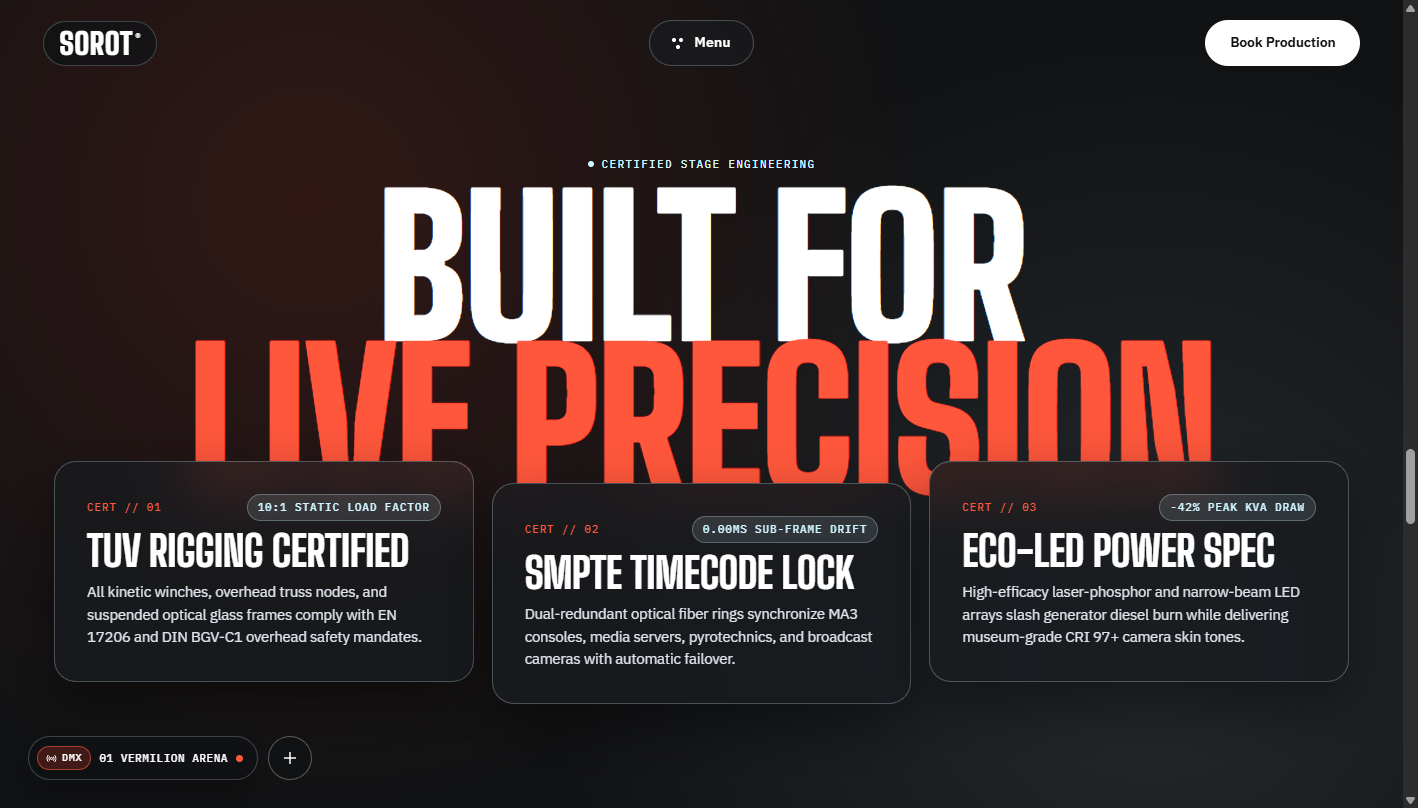 SOROT
Menu
Book Production
CERTIFIED STAGE ENGINEERING
BUILT FOR
LIVE PRECISION
CERT // 01
10:1 STATIC LOAD FACTOR
TUV RIGGING CERTIFIED
All kinetic winches, overhead truss nodes, and
suspended optical glass frames comply with EN
17206 and DIN BGV-C1 overhead safety mandates.
CERT // 02
0.00MS SUB-FRAME DRIFT
SMPTE TIMECODE LOCK
Dual-redundant optical fiber rings synchronize MA3
consoles, media servers, pyrotechnics, and broadcast
cameras with automatic failover.
CERT // 03
-42% PEAK KVA DRAW
ECO-LED POWER SPEC
High-efficacy laser-phosphor and narrow-beam LED
arrays slash generator diesel burn while delivering
museum-grade CRI 97+ camera skin tones.
DMX
01 VERMILION ARENA